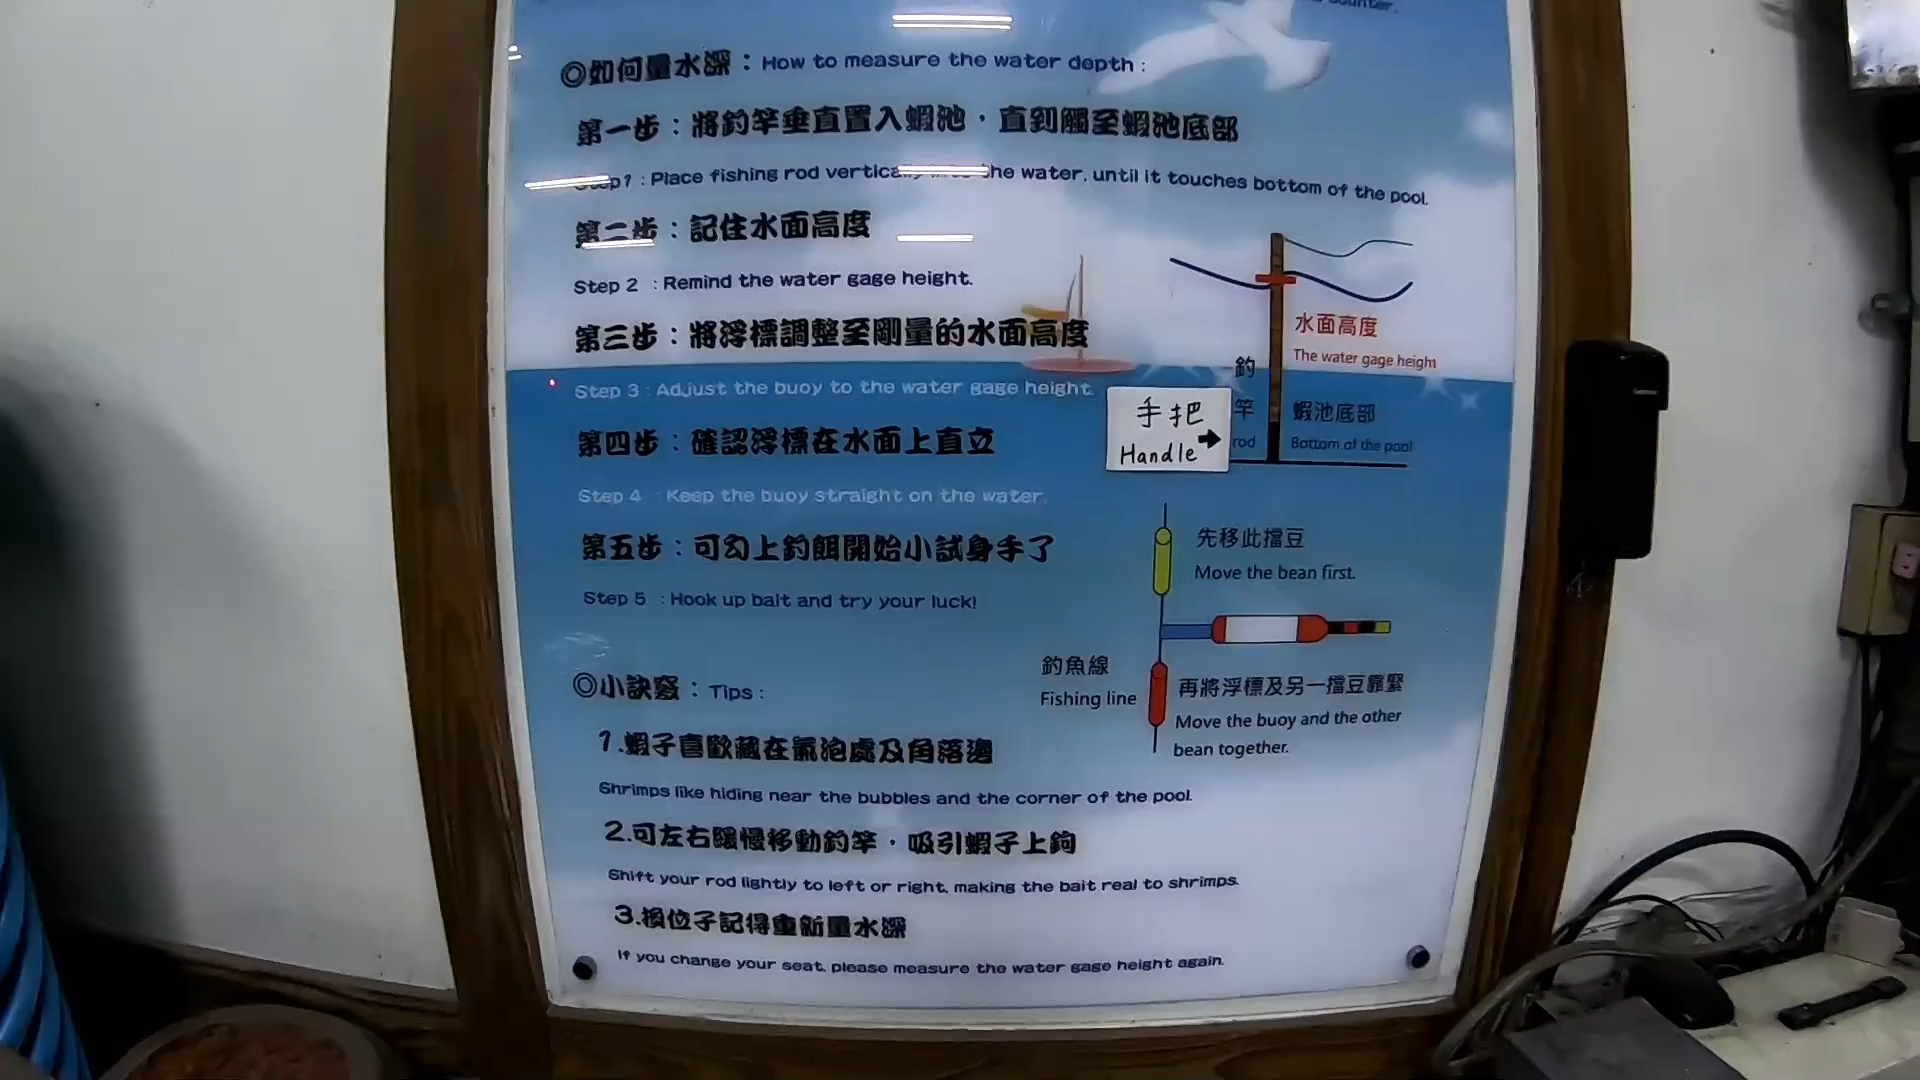 counter.
◎如何量水深：How to measure the water depth :
第一步：將釣竿垂直置入蝦池，直到觸至蝦池底部
Step1 : Place fishing rod vertically into the water, until it touches bottom of the pool.
第二步：記住水面高度
Step 2 : Remind the water gage height.
第三步：將浮標調整至剛量的水面高度
Step 3 : Adjust the buoy to the water gage height.
第四步：確認浮標在水面上直立
Step 4 : Keep the buoy straight on the water.
第五步：可勾上釣餌開始小試身手了
Step 5 : Hook up bait and try your luck!
水面高度
The water gage height
釣竿
rod
手把
Handle➡
蝦池底部
Bottom of the pool
先移此擋豆
Move the bean first.
釣魚線
Fishing line
再將浮標及另一擋豆靠緊
Move the buoy and the other
bean together.
◎小訣竅：Tips :
1.蝦子喜歡藏在氣泡處及角落邊
Shrimps like hiding near the bubbles and the corner of the pool.
2.可左右緩慢移動釣竿，吸引蝦子上鉤
Shift your rod lightly to left or right, making the bait real to shrimps.
3.換位子記得重新量水深
If you change your seat, please measure the water gage height again.